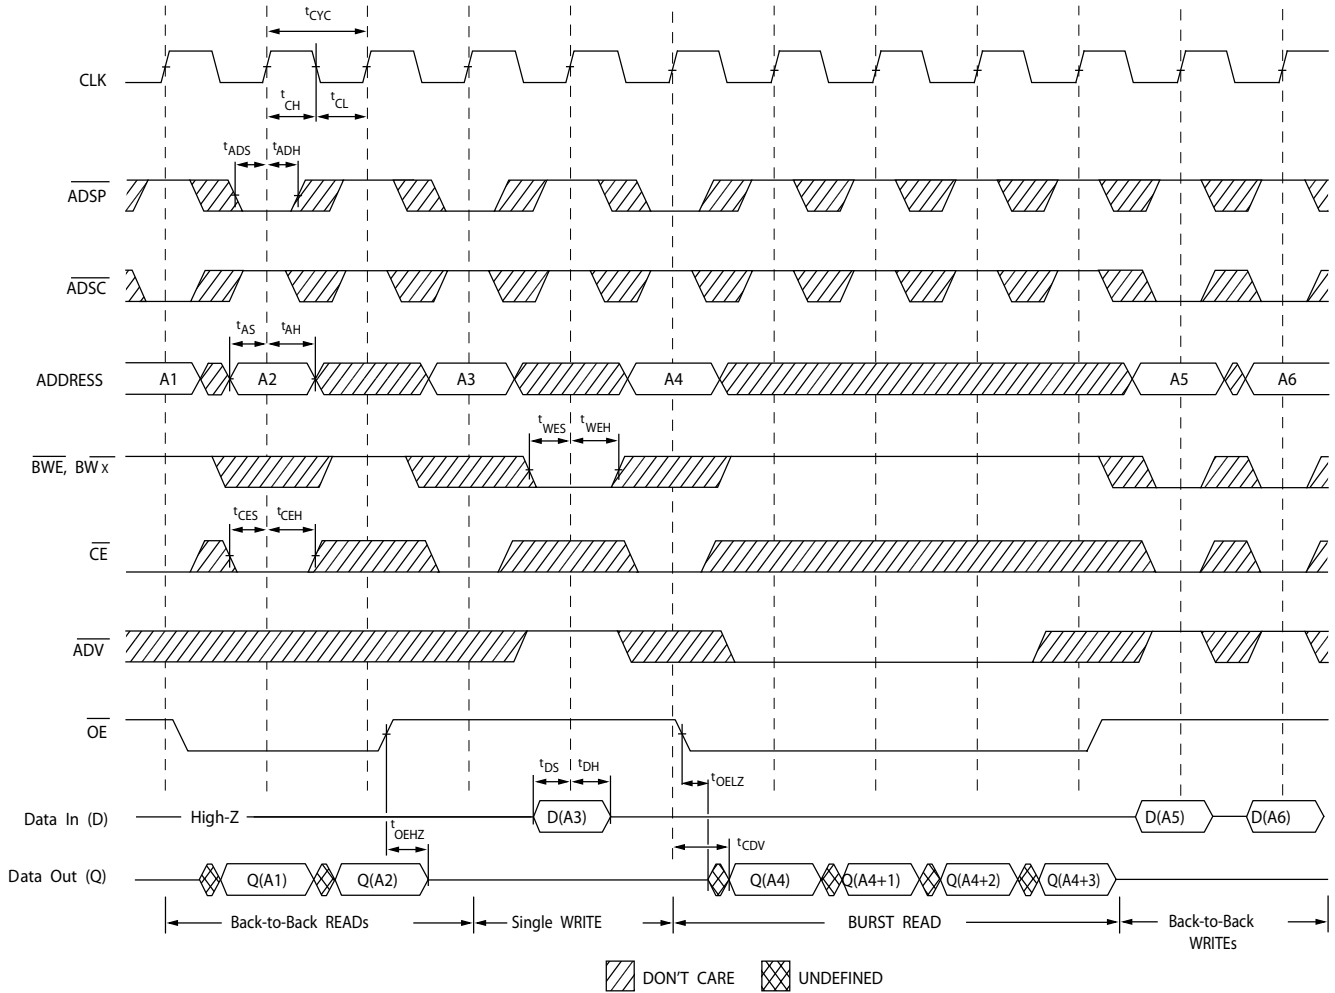 tCYC
CLK
tCH
tCL
tADS tADH
ADSP
ADSC
tAS tAH
ADDRESS A1 A2 A3 A4 A5 A6
tWES tWEH
BWE, BWx
tCES tCEH
CE
ADV
OE
tDS tDH
tOELZ
Data In (D) High-Z D(A3) D(A5) D(A6)
tOEHZ
tCDV
Data Out (Q) Q(A1) Q(A2) Q(A4) Q(A4+1) Q(A4+2) Q(A4+3)
Back-to-Back READs Single WRITE BURST READ Back-to-Back
WRITEs
DON'T CARE UNDEFINED